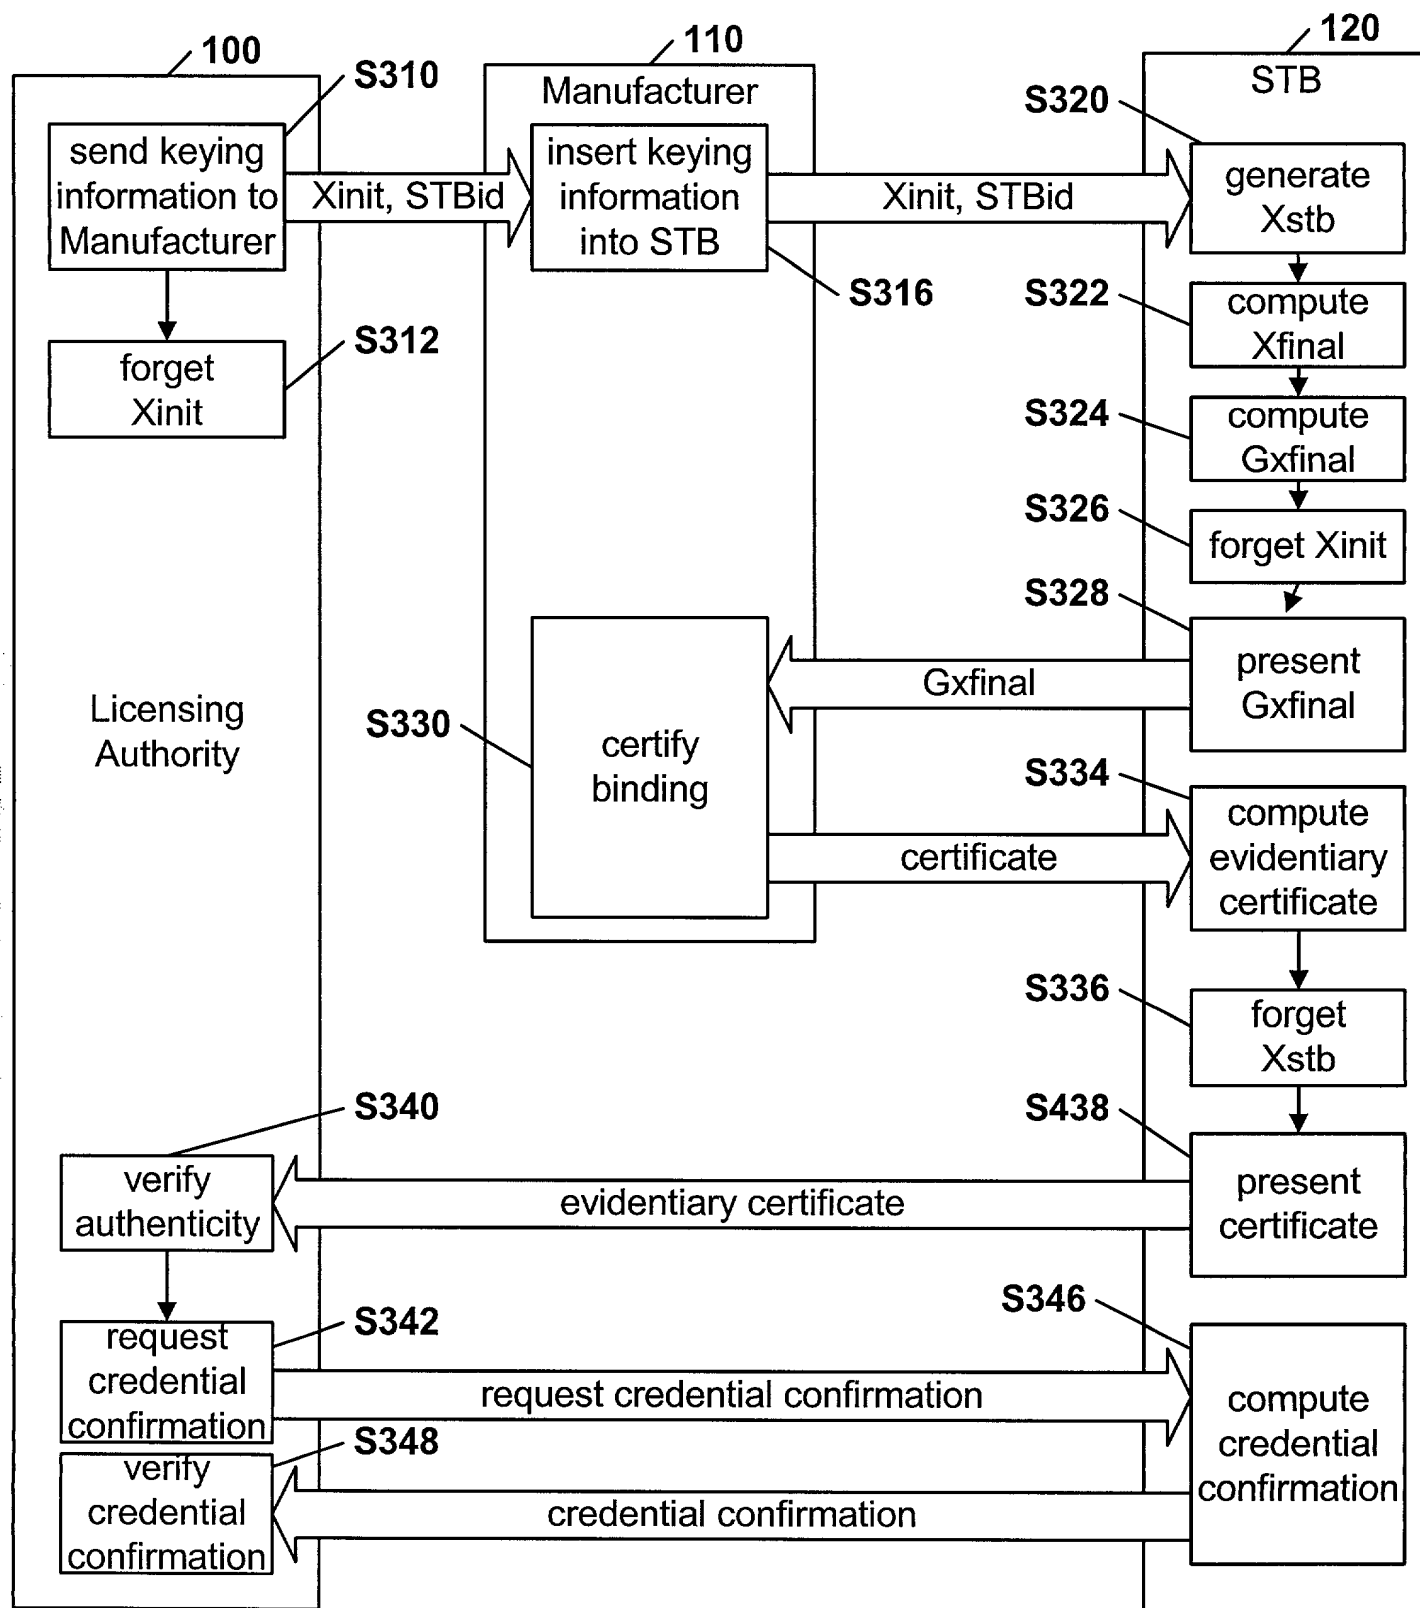 100
110
120
S310
Manufacturer
STB
S320
send keying
information to
Manufacturer
Xinit, STBid
insert keying
information
into STB
Xinit, STBid
generate
Xstb
S316
S322
compute
Xfinal
S312
forget
Xinit
S324
compute
Gxfinal
S326
forget Xinit
S328
present
Gxfinal
Gxfinal
Licensing
Authority
S330
certify
binding
S334
compute
evidentiary
certificate
certificate
S336
forget
Xstb
S340
S438
verify
authenticity
evidentiary certificate
present
certificate
S346
S342
request
credential
confirmation
request credential confirmation
compute
credential
confirmation
S348
verify
credential
confirmation
credential confirmation